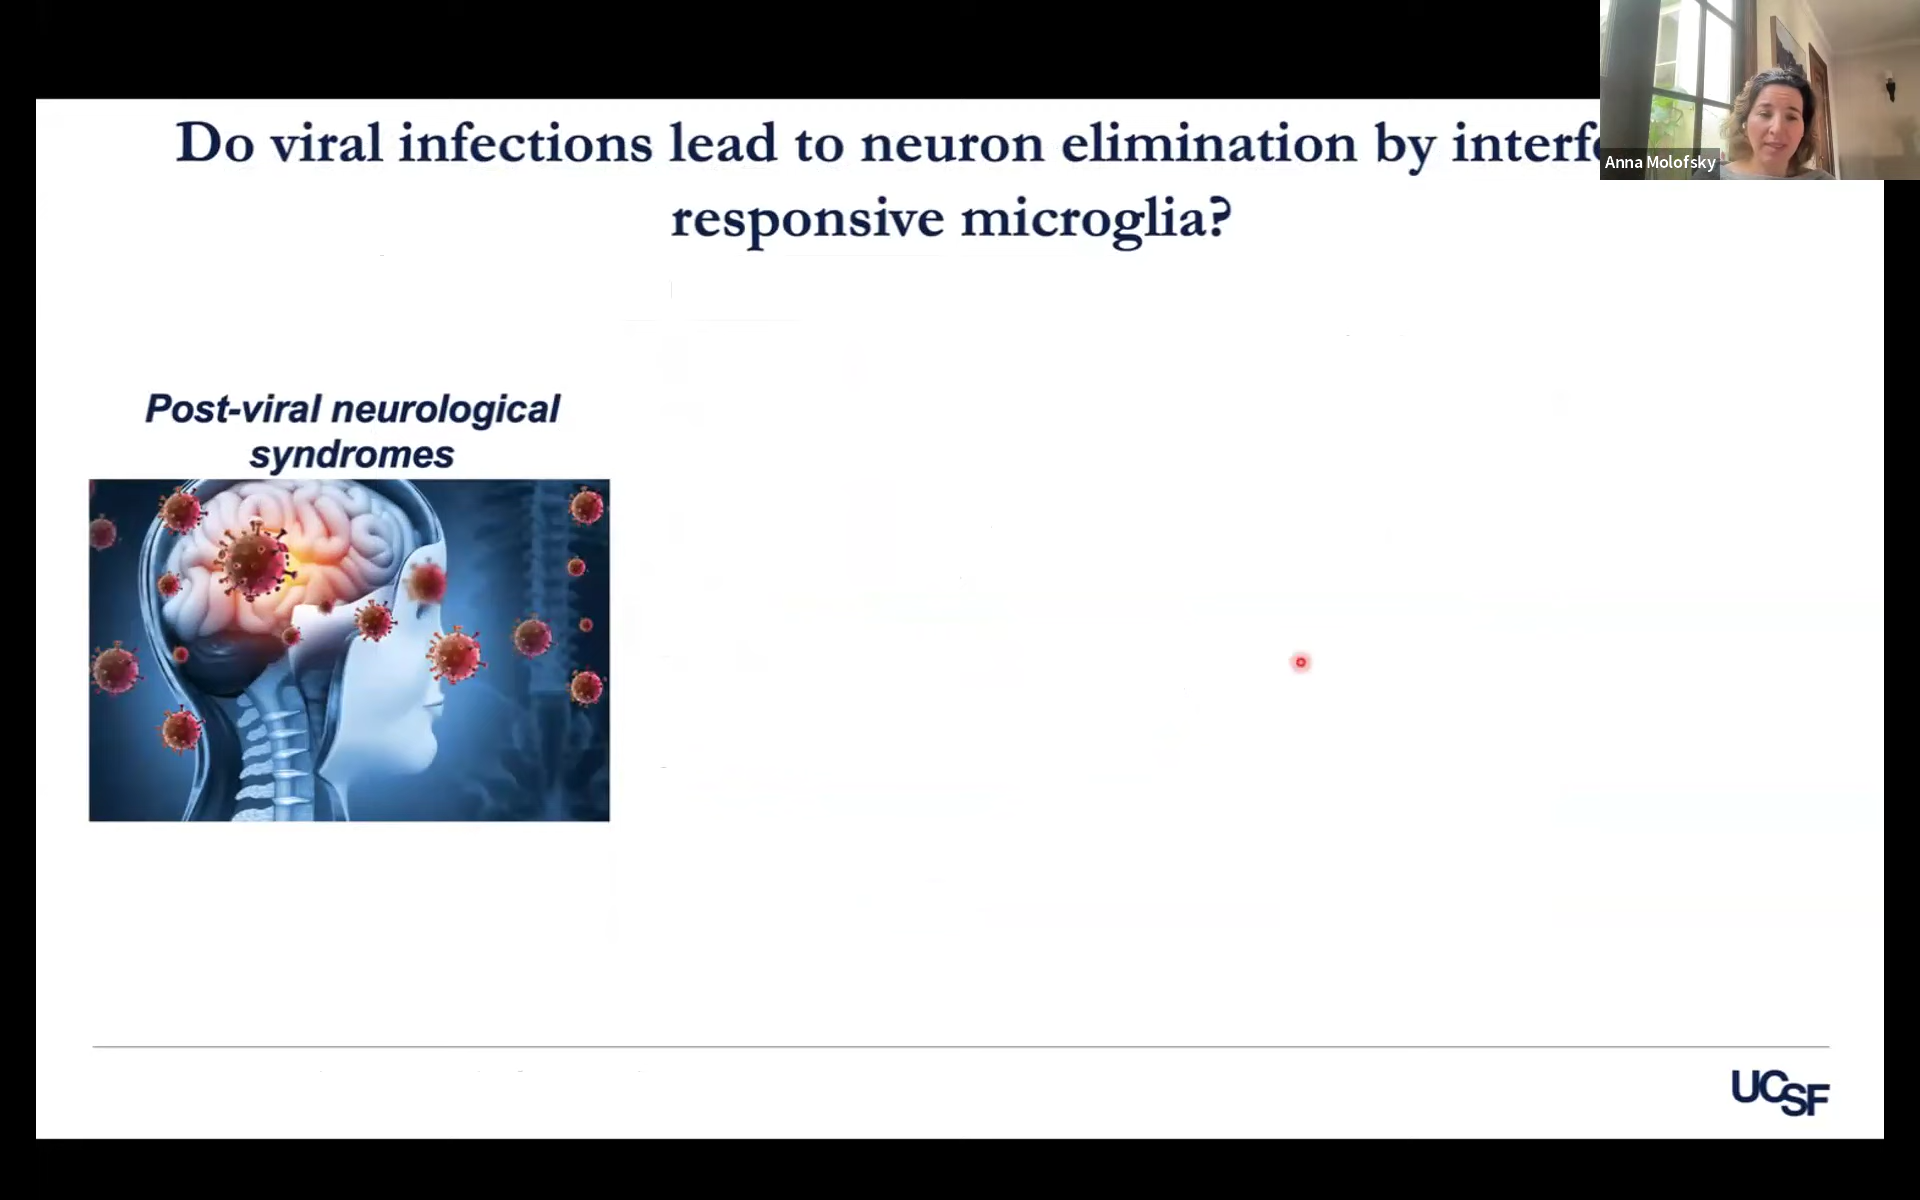 Do viral infections lead to neuron elimination by interfe
responsive microglia?
Anna Molofsky
Post-viral neurological
syndromes
UCSF